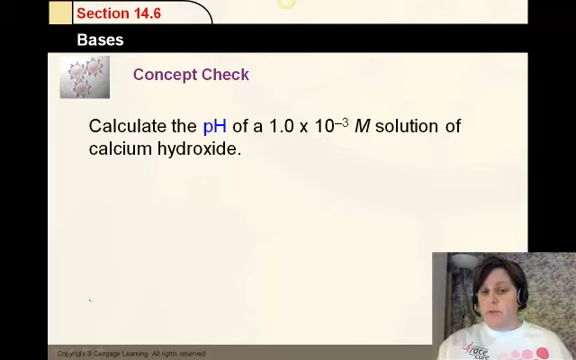 Section 14.6
Bases
Concept Check
Calculate the pH of a 1.0 x 10⁻³ M solution of
calcium hydroxide.
race
Copyright © Cengage Learning. All rights reserved